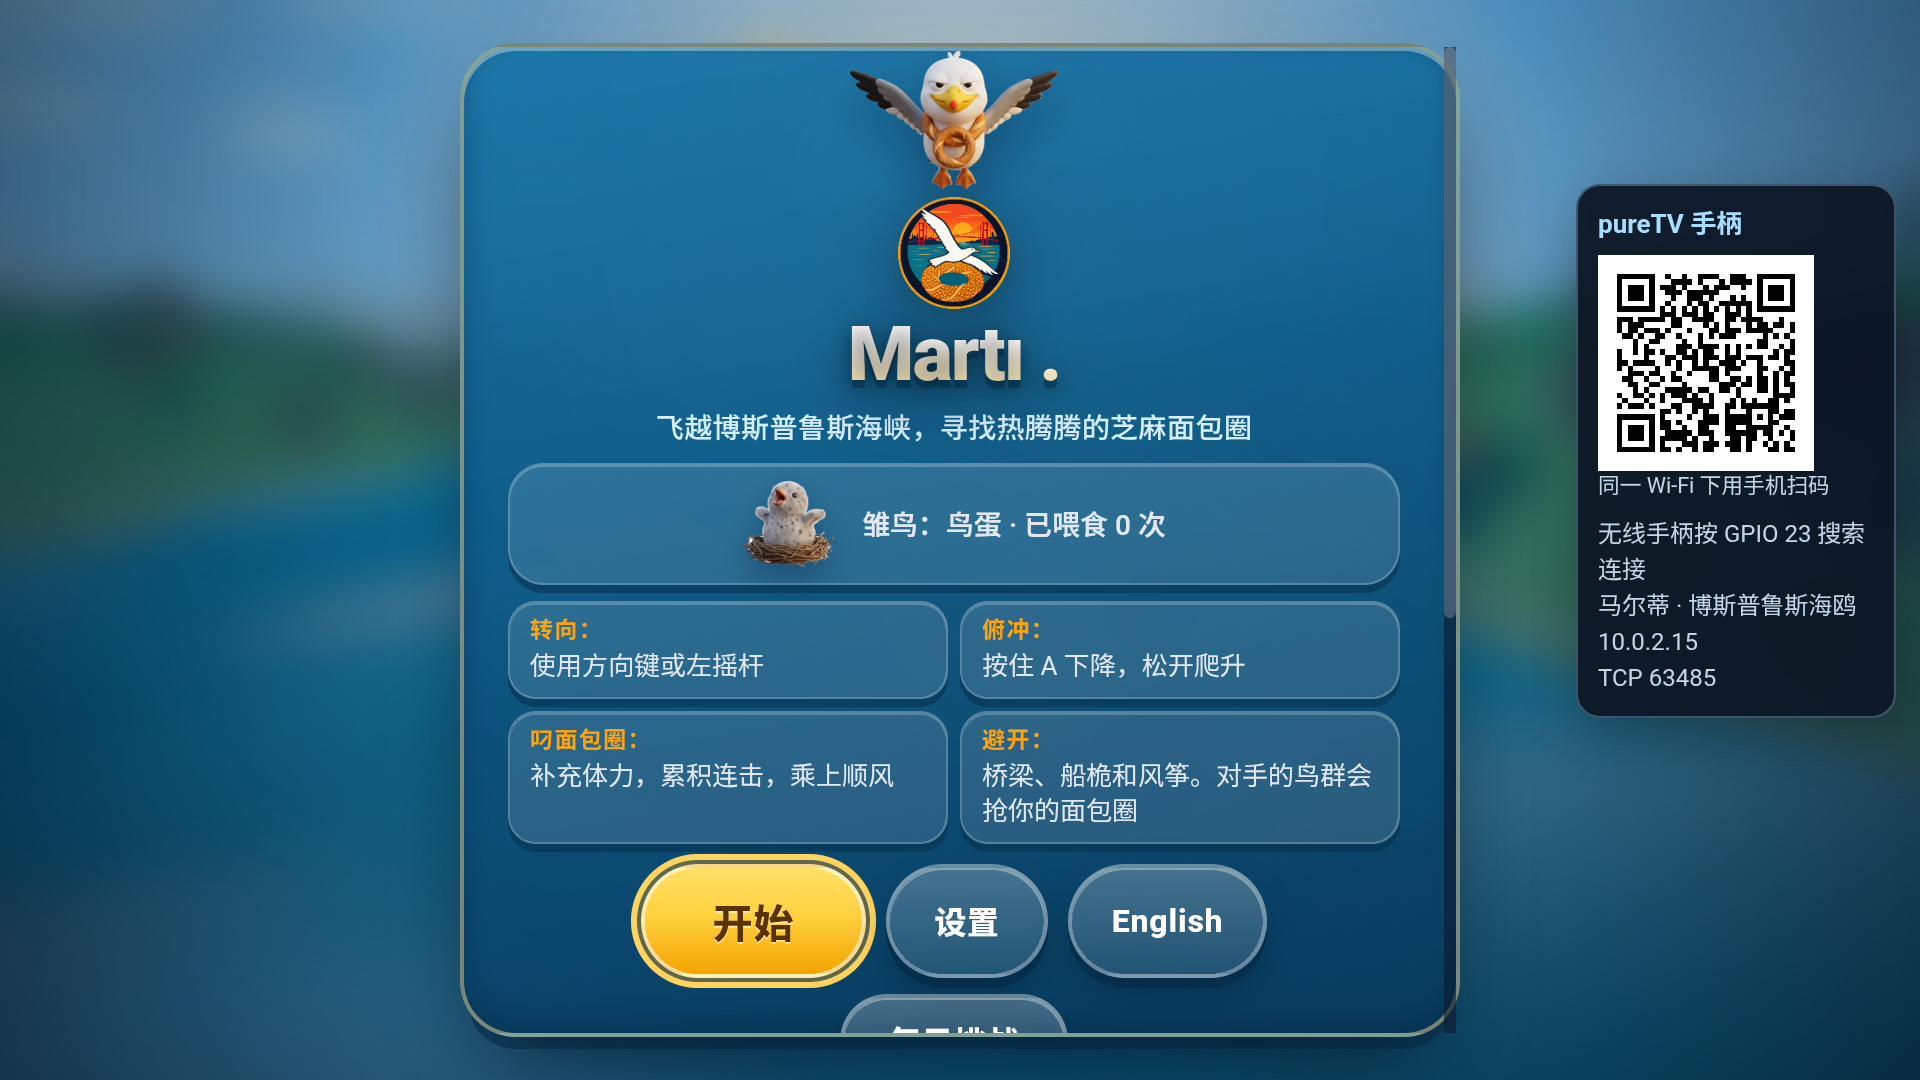 Martı .
飞越博斯普鲁斯海峡，寻找热腾腾的芝麻面包圈
雏鸟：鸟蛋 · 已喂食 0 次
转向：
使用方向键或左摇杆
俯冲：
按住 A 下降，松开爬升
叼面包圈：
补充体力，累积连击，乘上顺风
避开：
桥梁、船桅和风筝。对手的鸟群会
抢你的面包圈
开始
设置
English
pureTV 手柄
同一 Wi-Fi 下用手机扫码
无线手柄按 GPIO 23 搜索
连接
马尔蒂 · 博斯普鲁斯海鸥
10.0.2.15
TCP 63485